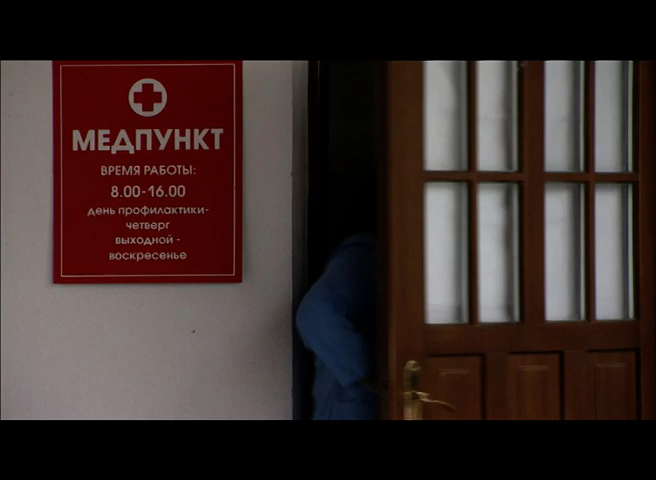 МЕДПУНКТ
ВРЕМЯ РАБОТЫ:
8.00-16.00
день профилактики-
четверг
выходной -
воскресенье